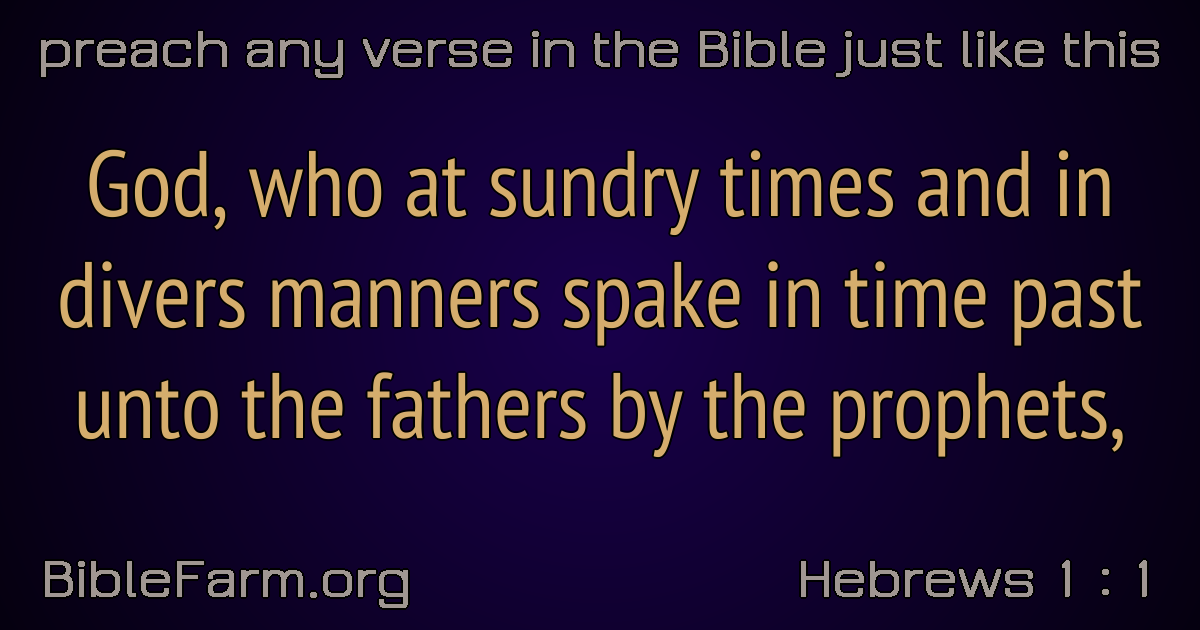 preach any verse in the Bible just like this
God, who at sundry times and in
divers manners spake in time past
unto the fathers by the prophets,
BibleFarm.org
Hebrews 1 : 1